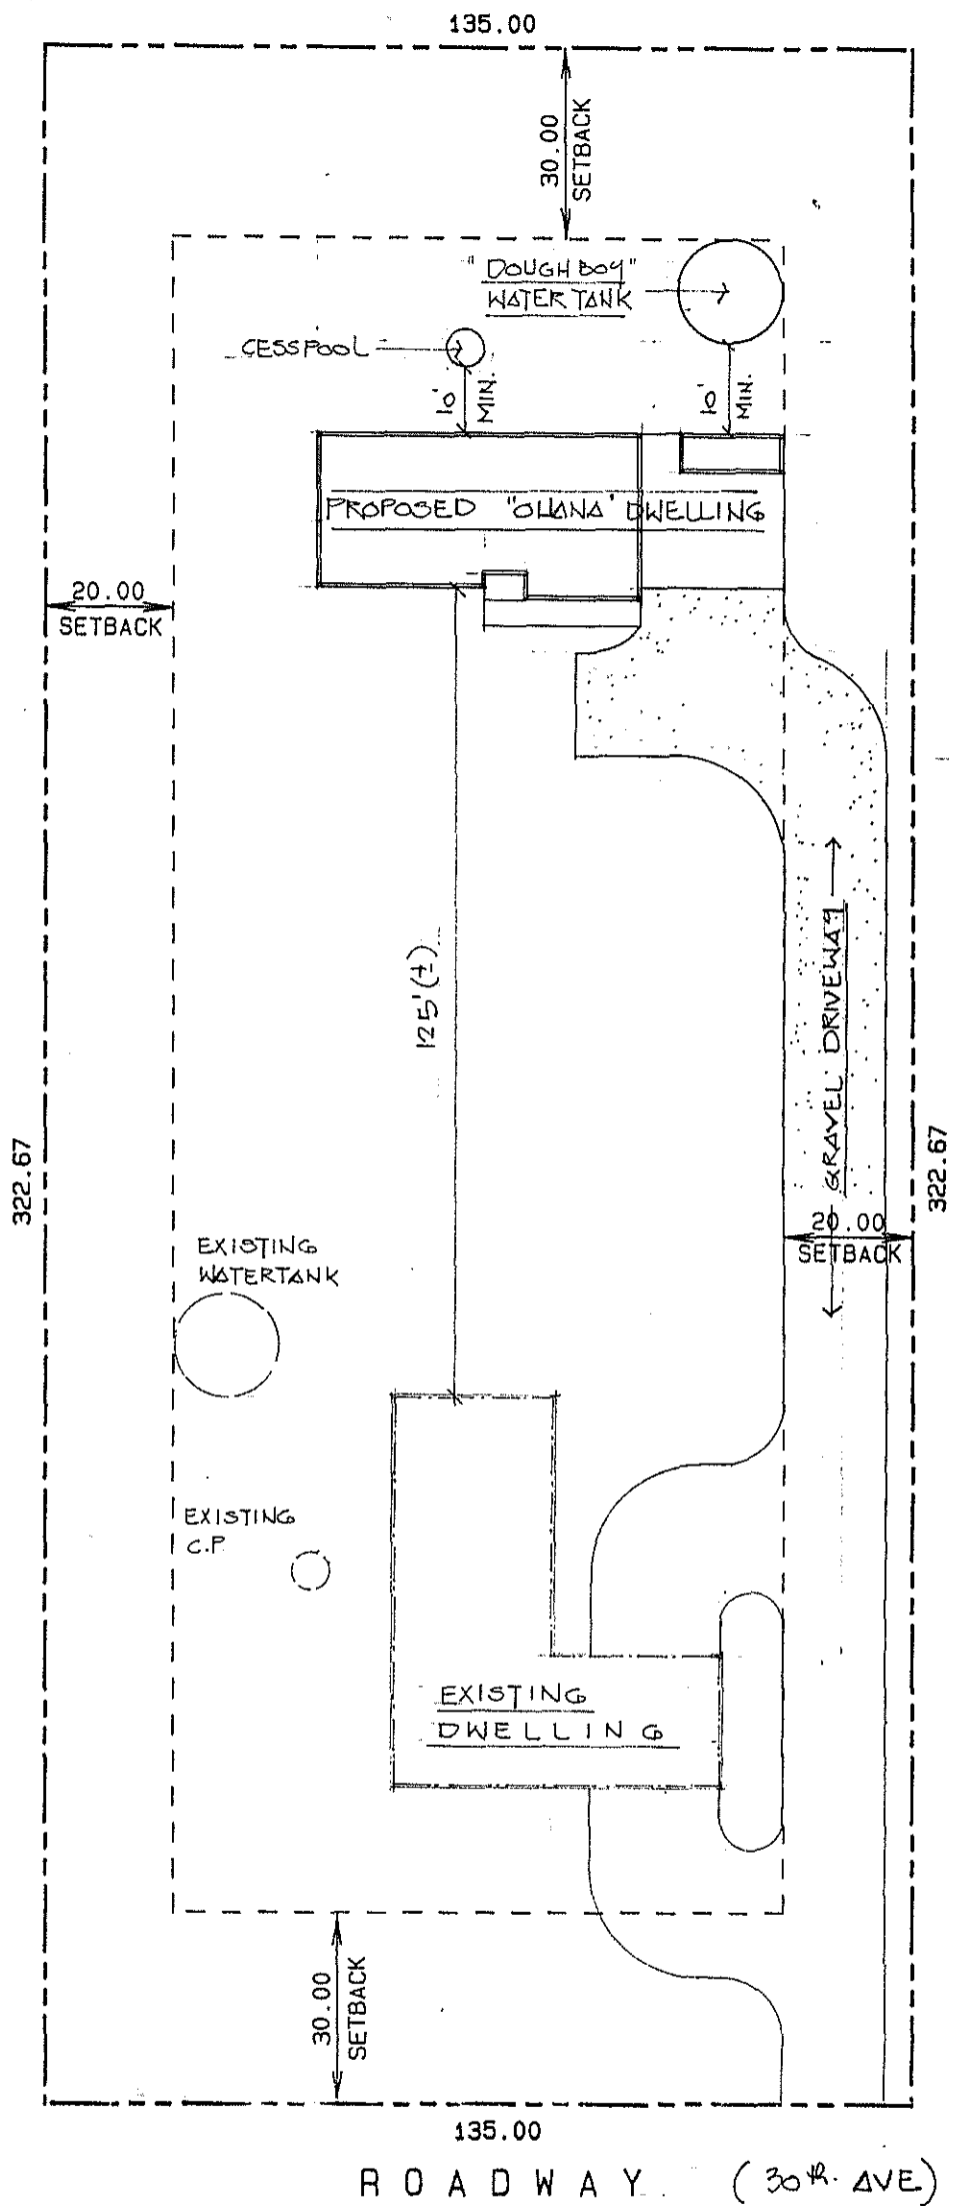 135.00
30.00
SETBACK
"DOUGHBOY"
WATER TANK
CESSPOOL
10'
MIN.
10'
MIN.
PROPOSED "OHANA" DWELLING
20.00
SETBACK
125'(±)
GRAVEL DRIVEWAY
322.67
322.67
20.00
SETBACK
EXISTING
WATERTANK
EXISTING
C.P.
EXISTING
DWELLING
30.00
SETBACK
135.00
ROADWAY (30th. AVE)